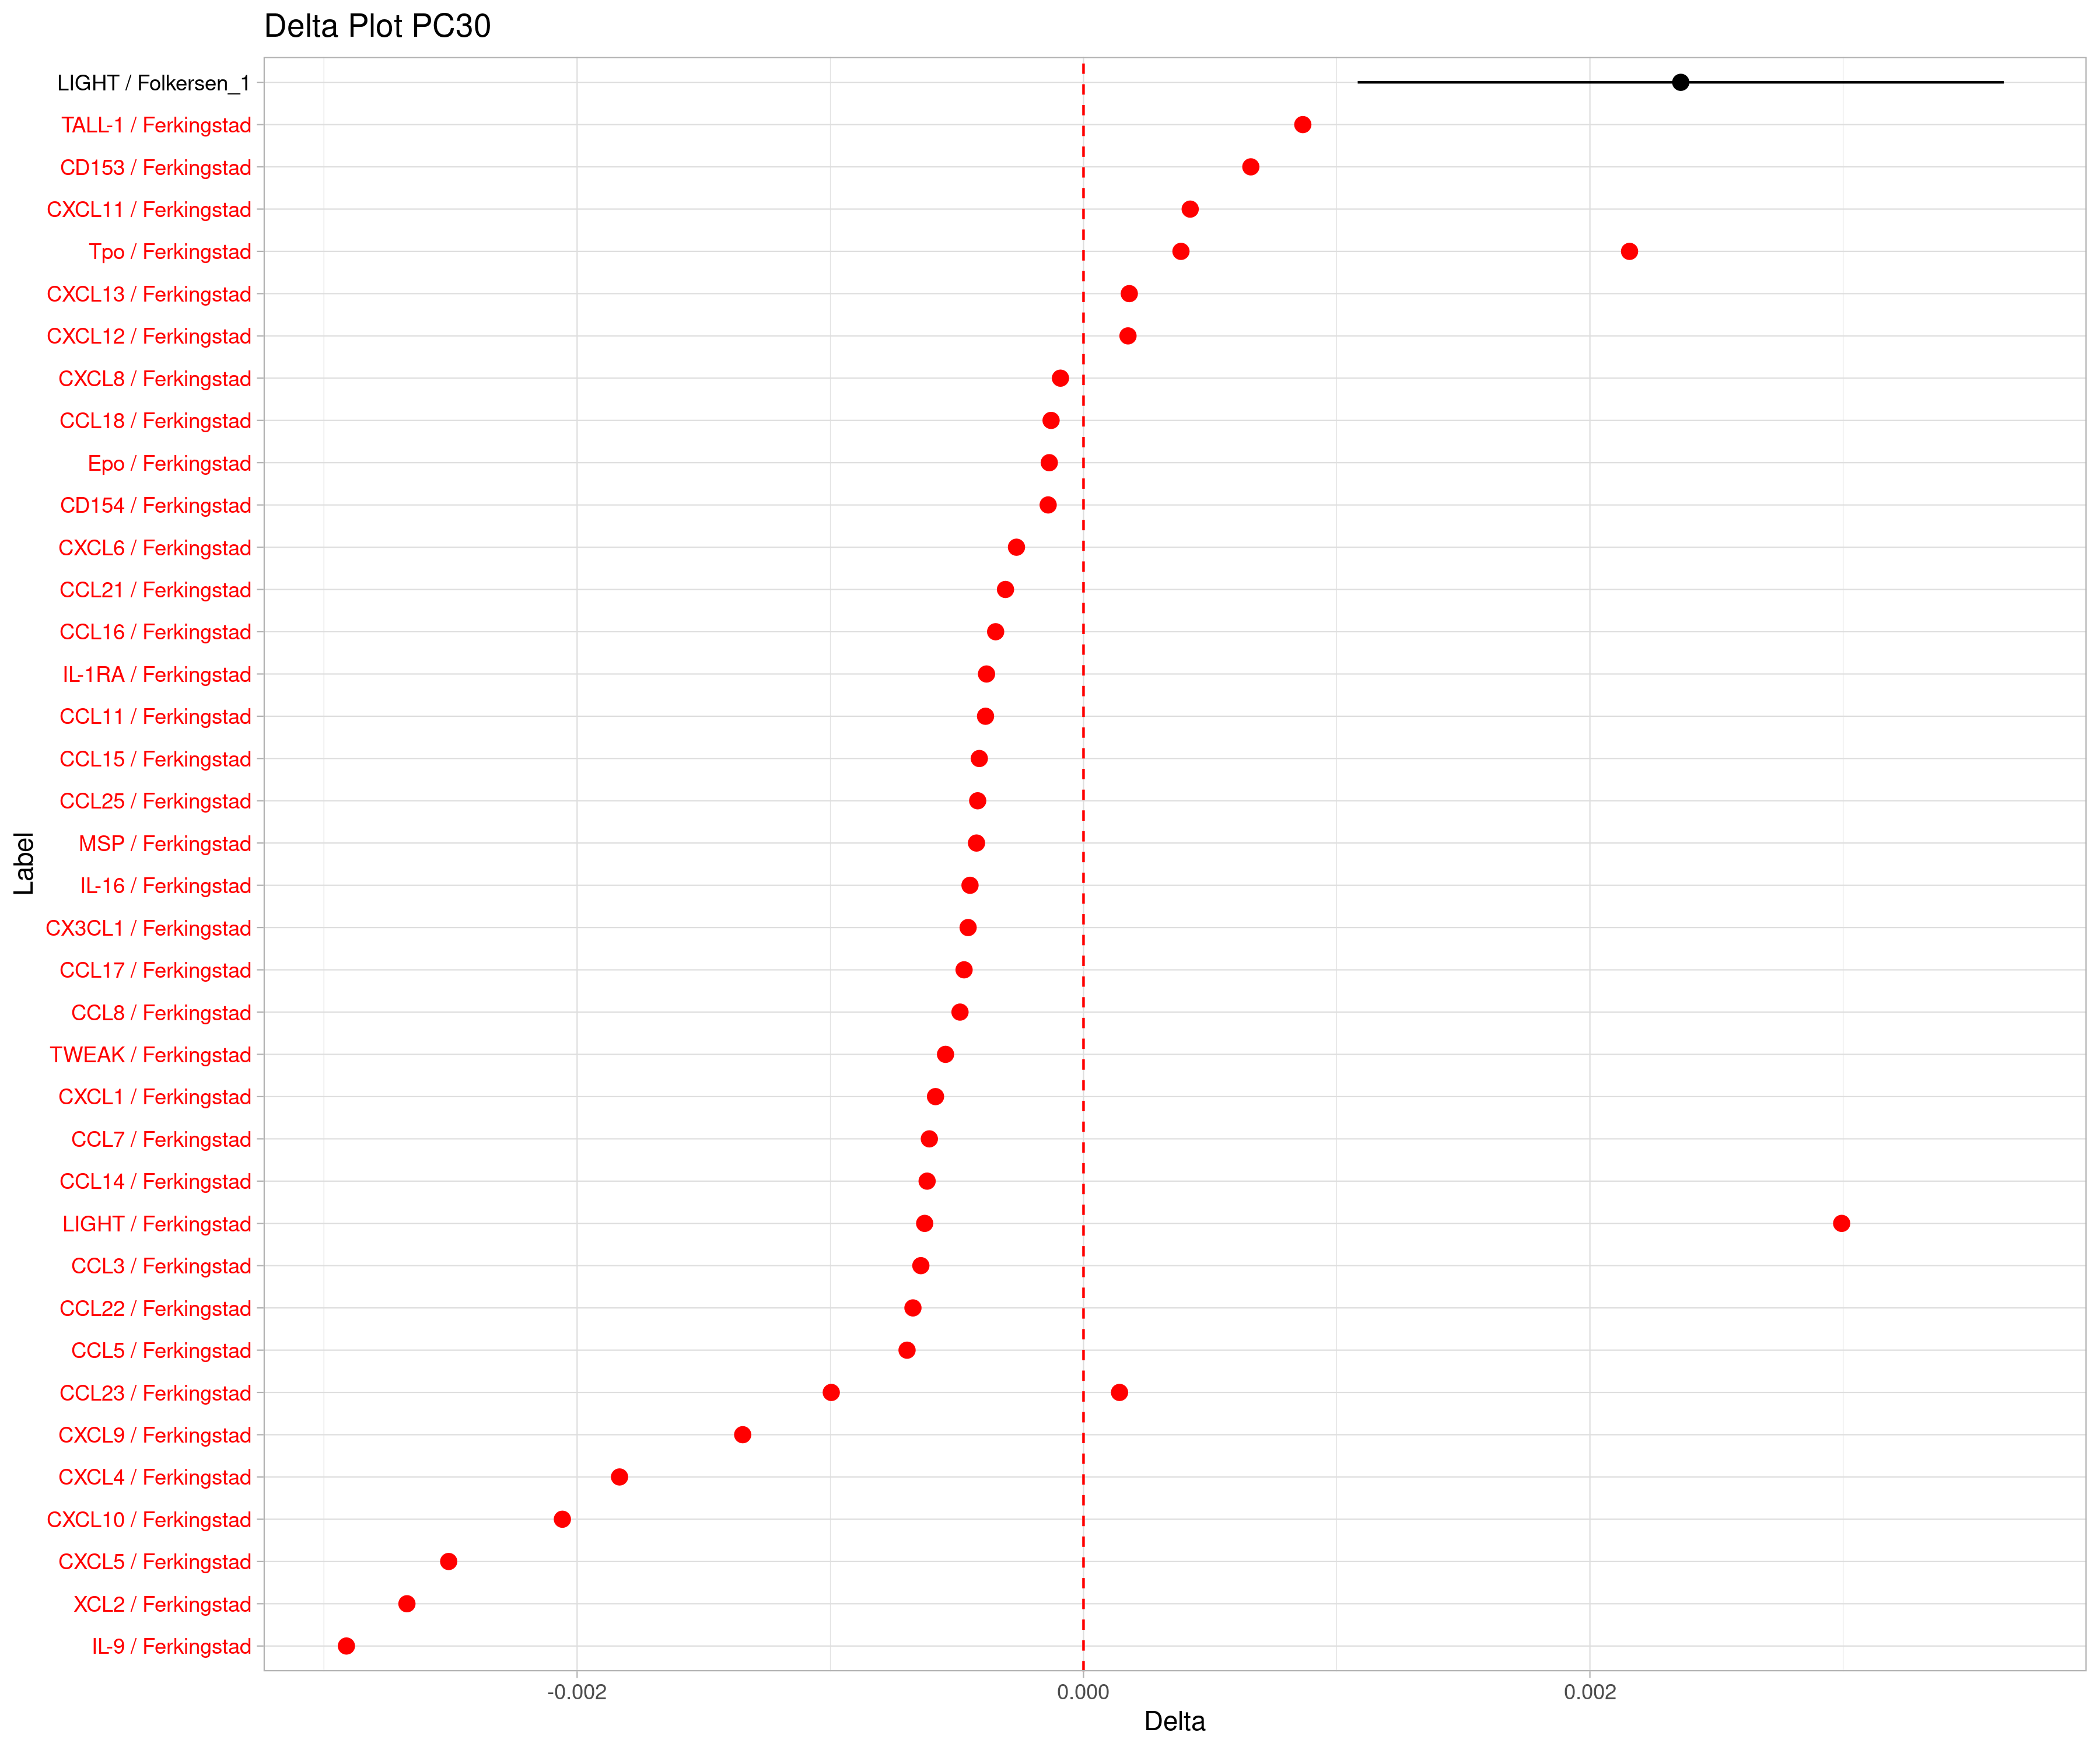 Delta Plot PC30
LIGHT / Folkersen_1
TALL-1 / Ferkingstad
CD153 / Ferkingstad
CXCL11 / Ferkingstad
Tpo / Ferkingstad
CXCL13 / Ferkingstad
CXCL12 / Ferkingstad
CXCL8 / Ferkingstad
CCL18 / Ferkingstad
Epo / Ferkingstad
CD154 / Ferkingstad
CXCL6 / Ferkingstad
CCL21 / Ferkingstad
CCL16 / Ferkingstad
IL-1RA / Ferkingstad
CCL11 / Ferkingstad
CCL15 / Ferkingstad
CCL25 / Ferkingstad
MSP / Ferkingstad
IL-16 / Ferkingstad
CX3CL1 / Ferkingstad
CCL17 / Ferkingstad
CCL8 / Ferkingstad
TWEAK / Ferkingstad
CXCL1 / Ferkingstad
CCL7 / Ferkingstad
CCL14 / Ferkingstad
LIGHT / Ferkingstad
CCL3 / Ferkingstad
CCL22 / Ferkingstad
CCL5 / Ferkingstad
CCL23 / Ferkingstad
CXCL9 / Ferkingstad
CXCL4 / Ferkingstad
CXCL10 / Ferkingstad
CXCL5 / Ferkingstad
XCL2 / Ferkingstad
IL-9 / Ferkingstad
Label
-0.002 0.000 0.002
Delta